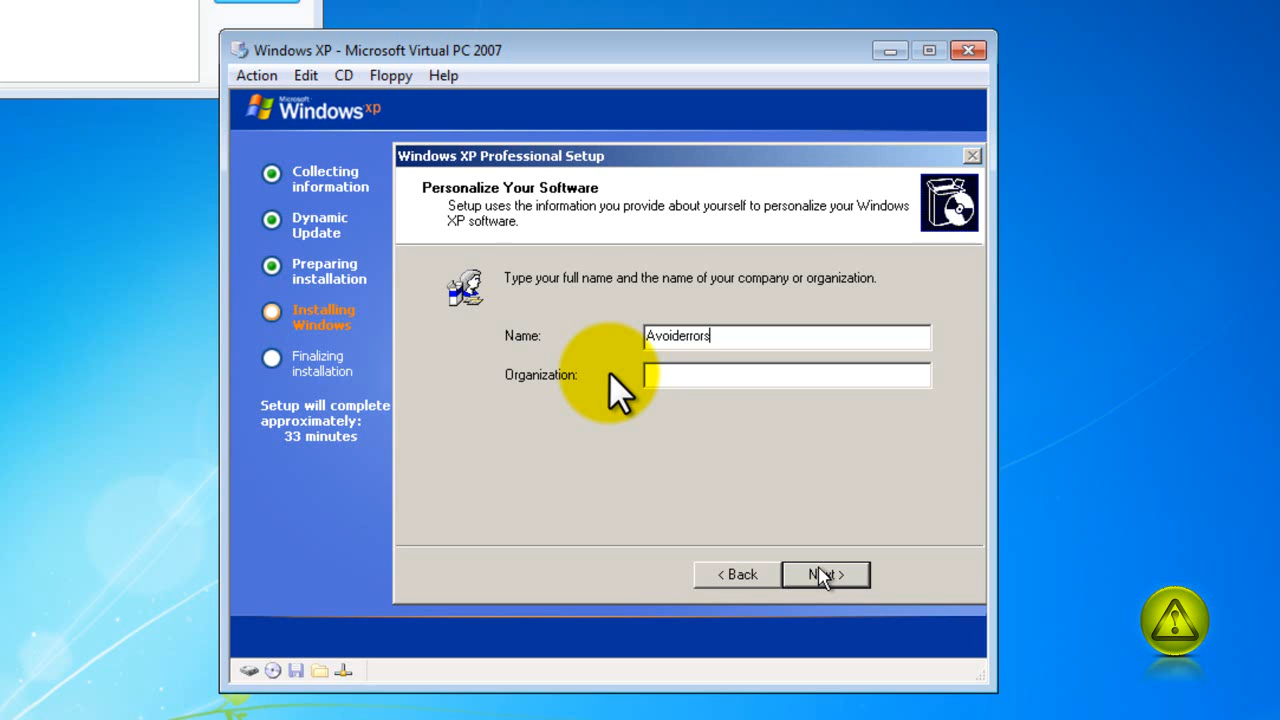 Windows XP - Microsoft Virtual PC 2007
Action Edit CD Floppy Help
Microsoft
Windows xp
Collecting
information
Dynamic
Update
Preparing
installation
Installing
Windows
Finalizing
installation
Setup will complete
approximately:
33 minutes
Windows XP Professional Setup
Personalize Your Software
Setup uses the information you provide about yourself to personalize your Windows
XP software.
Type your full name and the name of your company or organization.
Name:
Avoiderrors
Organization:
< Back
Next >